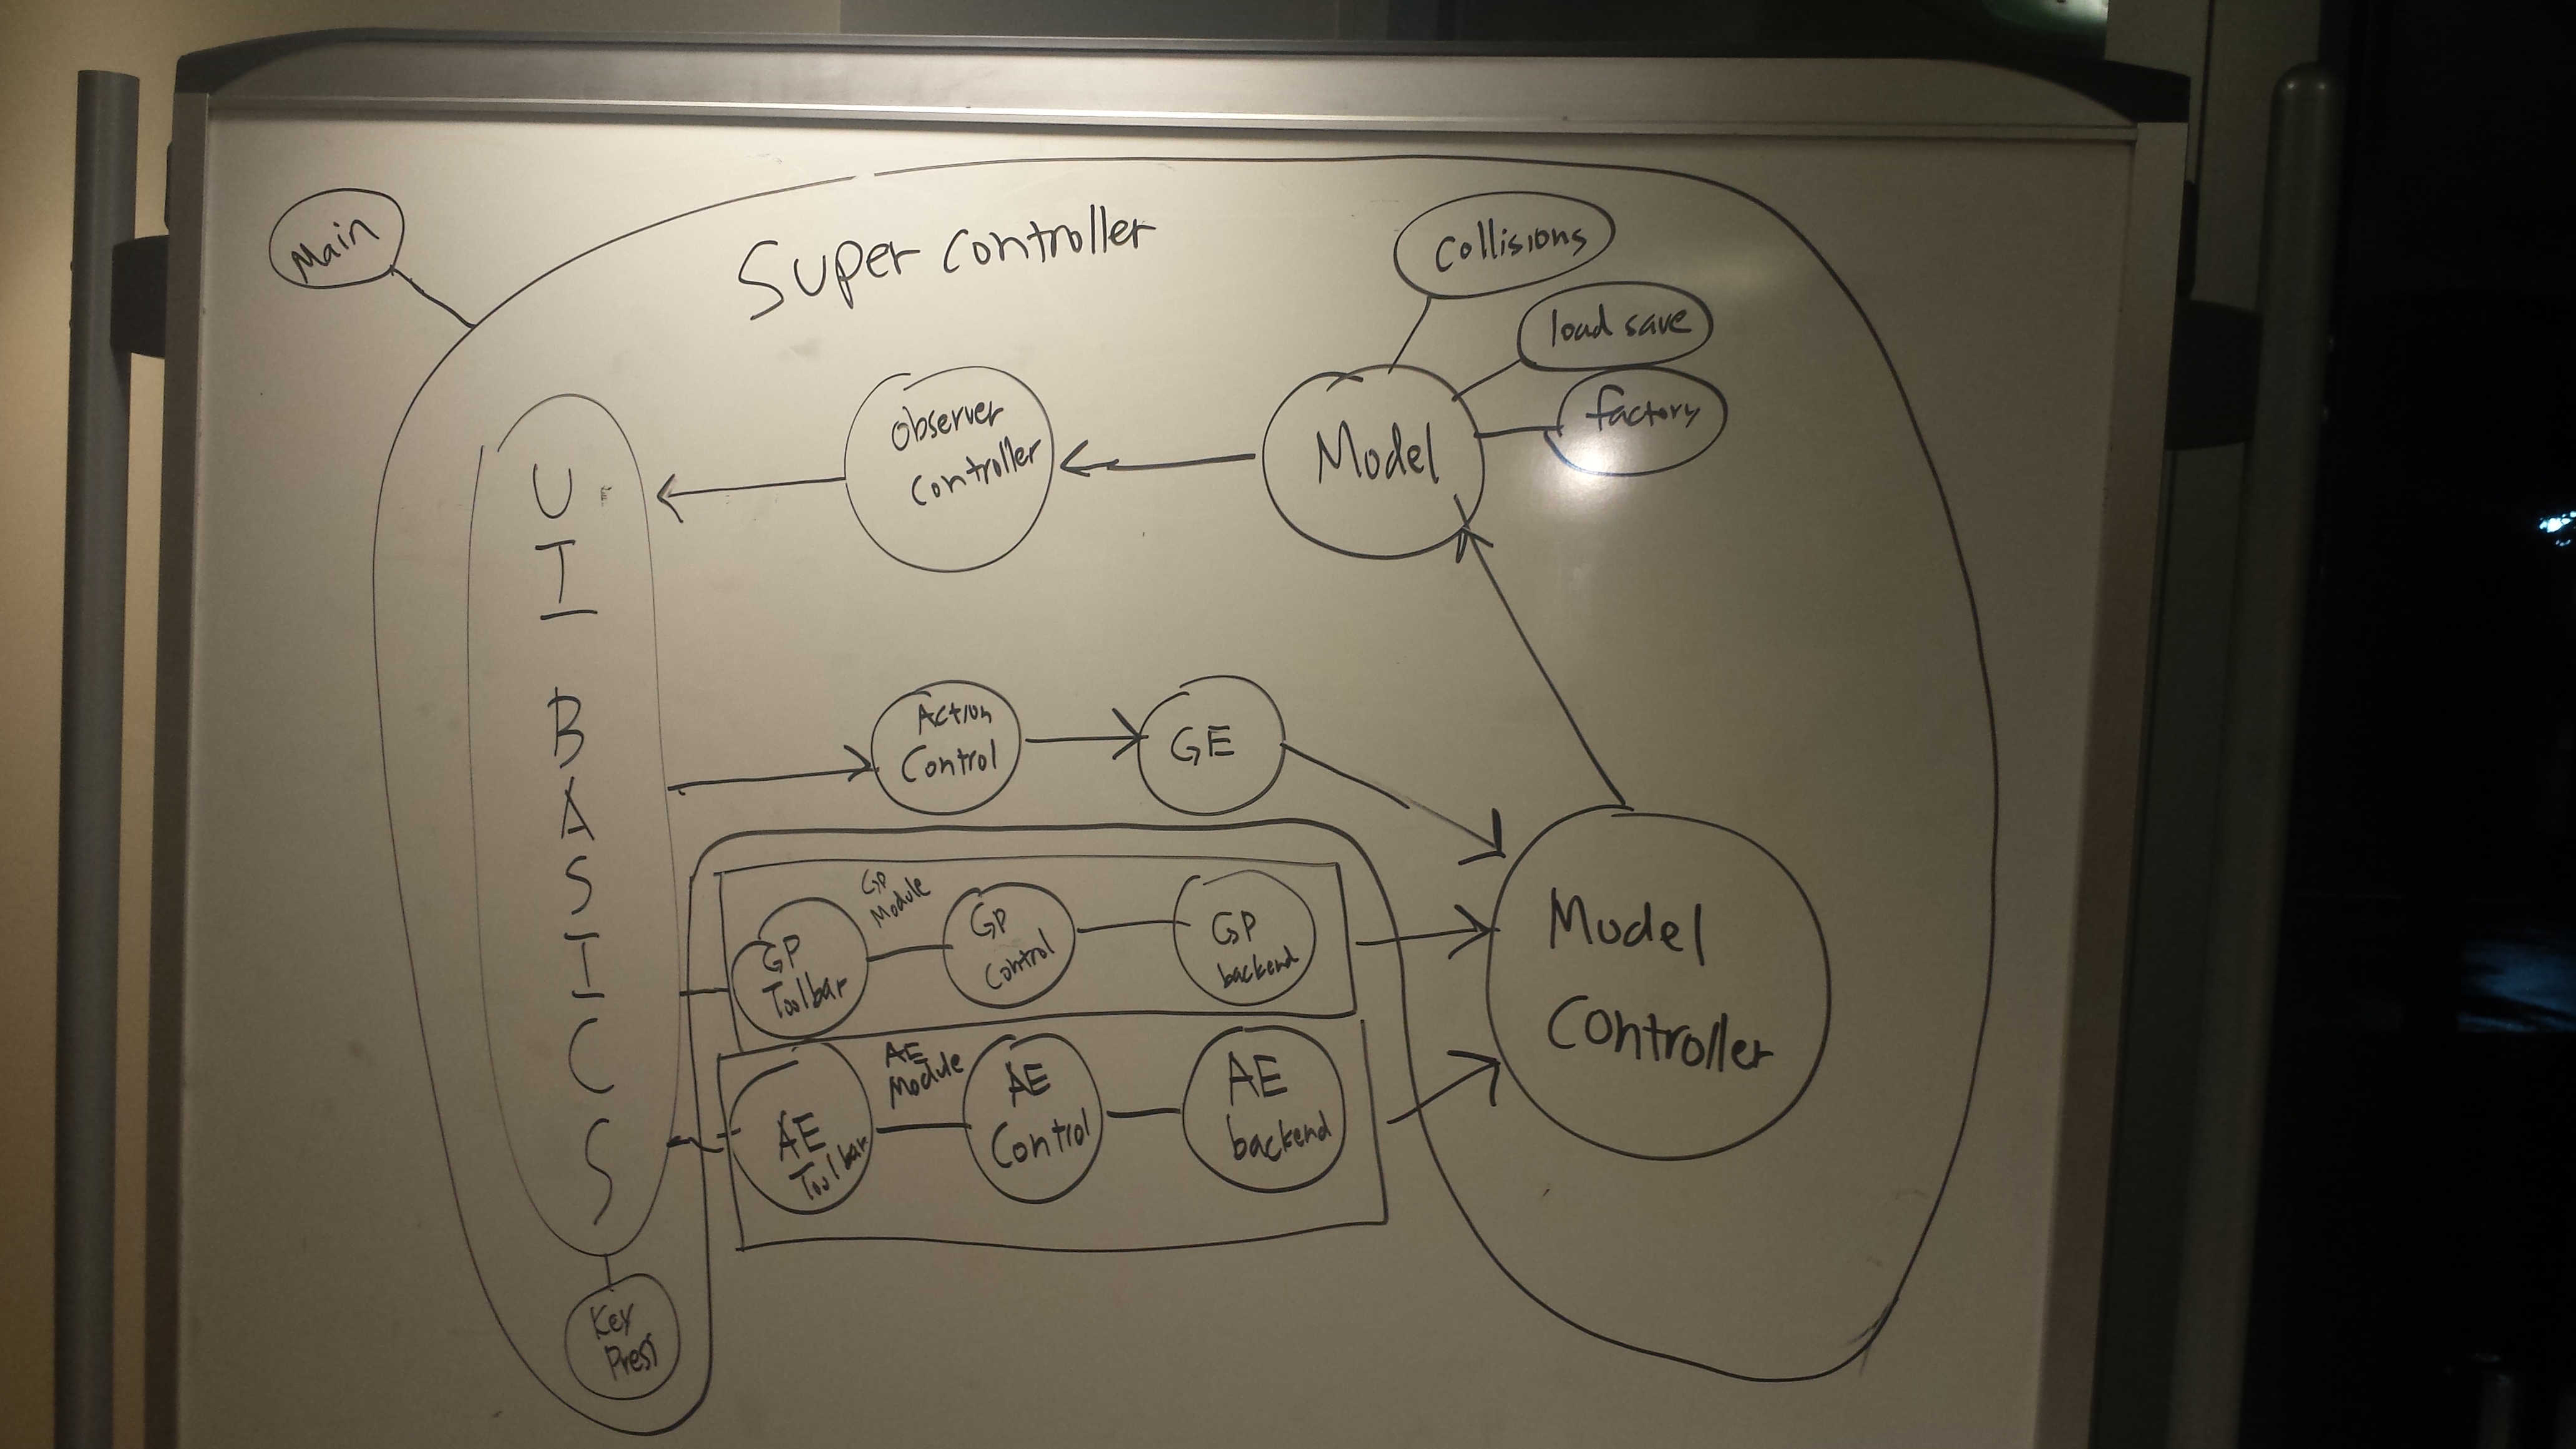 Main
Super Controller
Collisions
load save
factory
Observer
Controller
Model
UI BASICS
Action
Control
GE
GP
Module
GP
Toolbar
GP
Control
GP
backend
AE
Module
AE
Toolbar
AE
Control
AE
backend
Model
Controller
Key
Press